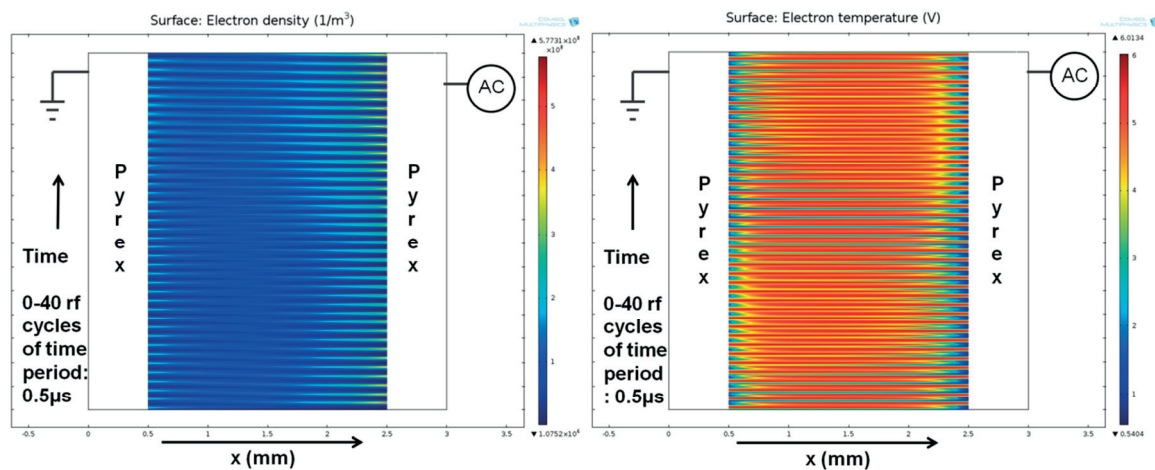 Surface: Electron density (1/m³)
COMSOL
MULTIPHYSICS
▲ 5.7731×10⁸
×10⁸
AC
P
y
r
e
x
P
y
r
e
x
Time
0-40 rf
cycles
of time
period:
0.5µs
5
4
3
2
1
▼ 1.0752×10⁶
-0.5
0
0.5
1
1.5
2
2.5
3
3.5
x (mm)
Surface: Electron temperature (V)
COMSOL
MULTIPHYSICS
▲ 6.0134
AC
P
y
r
e
x
P
y
r
e
x
Time
0-40 rf
cycles
of time
period
: 0.5µs
6
5
4
3
2
1
▼ 0.5404
-0.5
0
0.5
1
1.5
2
2.5
3
3.5
x (mm)